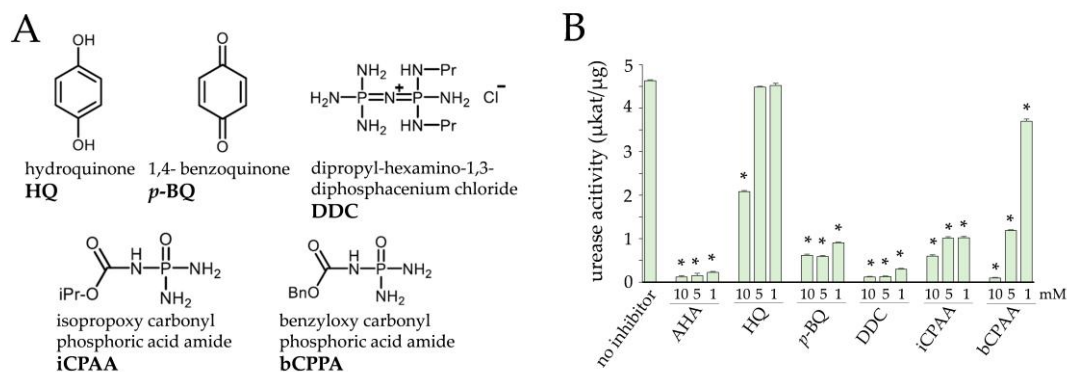 A
OH
OH
hydroquinone
HQ
O
O
1,4- benzoquinone
p-BQ
NH₂ HN—Pr
H₂N—P=N=P—NH₂ Cl⁻
+
NH₂ HN—Pr
dipropyl-hexamino-1,3-
diphosphacenium chloride
DDC
O H O
N—P—NH₂
iPr-O NH₂
isopropoxy carbonyl
phosphoric acid amide
iCPAA
O H O
N—P—NH₂
BnO NH₂
benzyloxy carbonyl
phosphoric acid amide
bCPPA
B
urease acitivity (μkat/μg)
5
4
3
2
1
0
* * * * * * * * * * * * * * * *
10 5 1 10 5 1 10 5 1 10 5 1 10 5 1 10 5 1 mM
no inhibitor
AHA
HQ
p-BQ
DDC
iCPAA
bCPAA